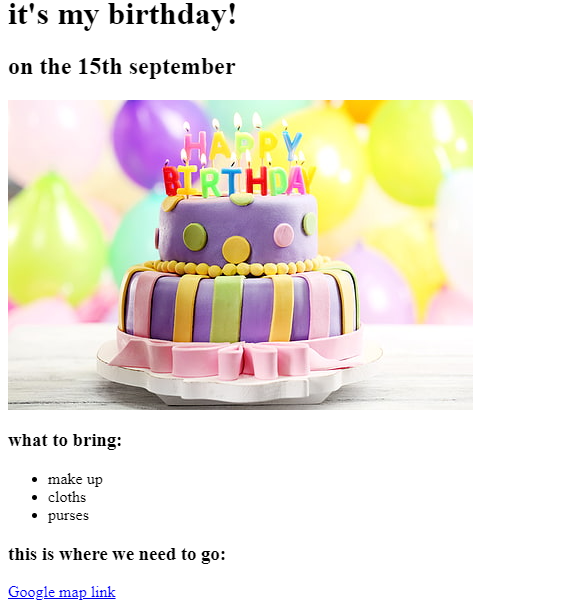 it's my birthday!
on the 15th september
HAPPY
BIRTHDAY
what to bring:
make up
cloths
purses
this is where we need to go:
Google map link